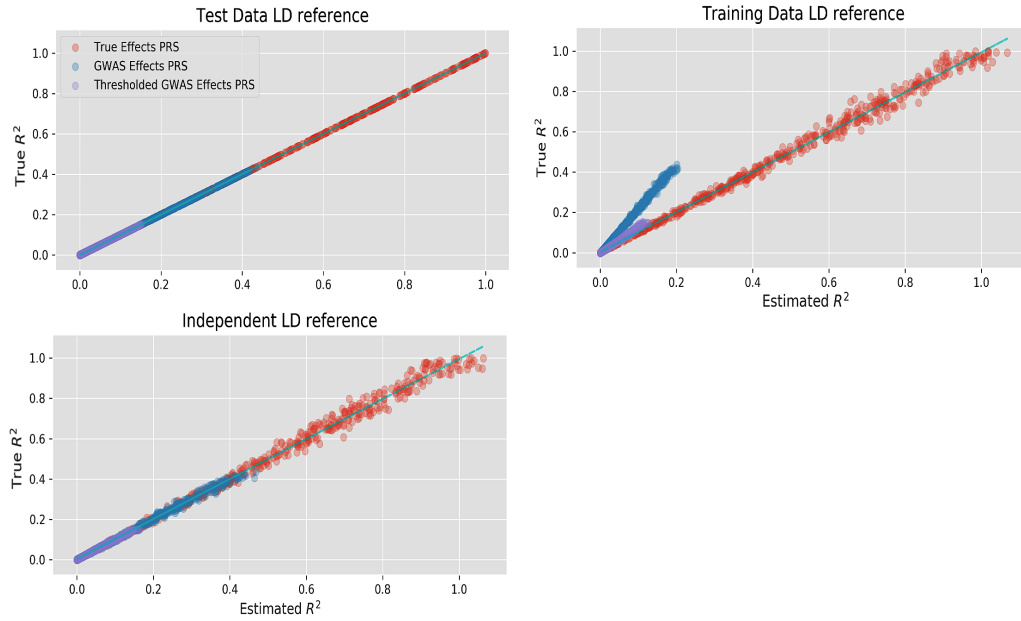 Test Data LD reference
True Effects PRS
GWAS Effects PRS
Thresholded GWAS Effects PRS
1.0
0.8
0.6
0.4
0.2
0.0
True R²
0.0 0.2 0.4 0.6 0.8 1.0
Training Data LD reference
1.0
0.8
0.6
0.4
0.2
0.0
True R²
0.0 0.2 0.4 0.6 0.8 1.0
Estimated R²
Independent LD reference
1.0
0.8
0.6
0.4
0.2
0.0
True R²
0.0 0.2 0.4 0.6 0.8 1.0
Estimated R²